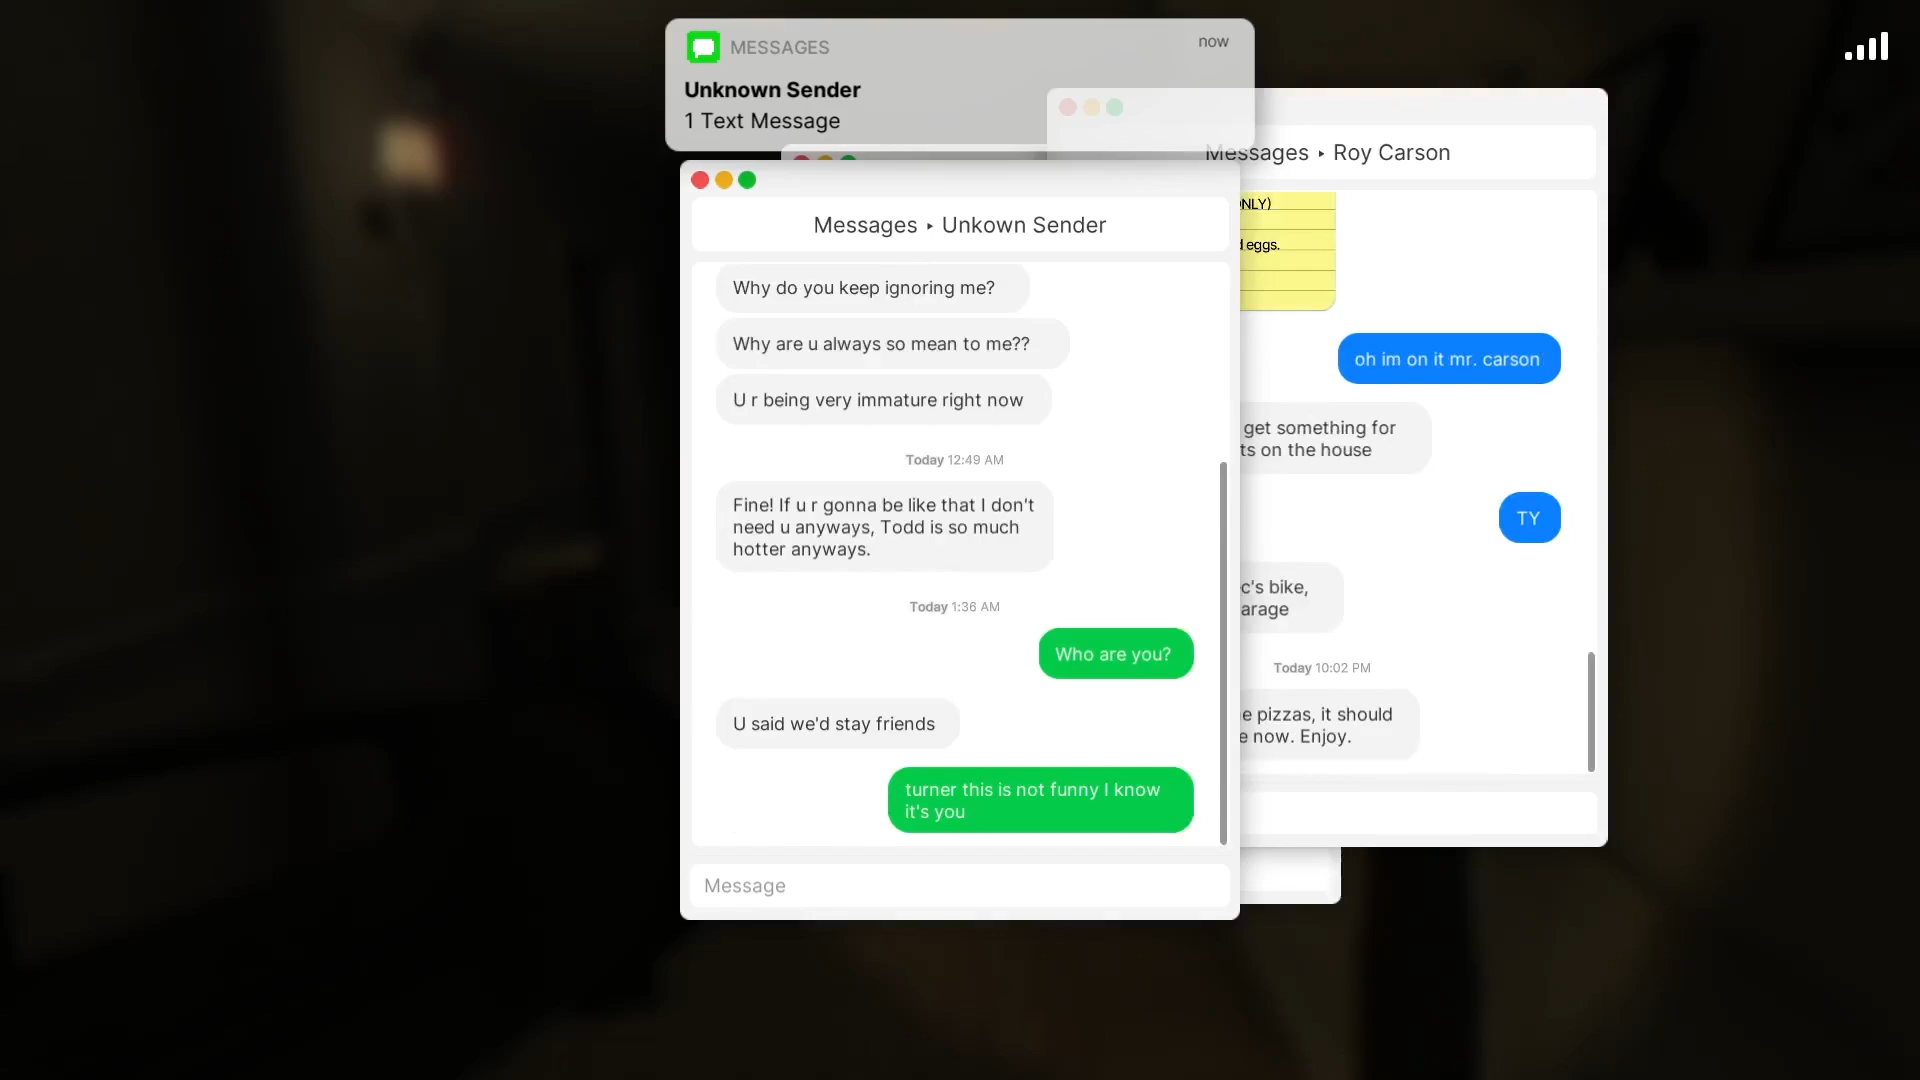 MESSAGES
now
Unknown Sender
1 Text Message
Messages ▸ Unkown Sender
Why do you keep ignoring me?
Why are u always so mean to me??
U r being very immature right now
Today 12:49 AM
Fine! If u r gonna be like that I don't
need u anyways, Todd is so much
hotter anyways.
Today 1:36 AM
Who are you?
U said we'd stay friends
turner this is not funny I know
it's you
Message
Messages ▸ Roy Carson
eggs.
oh im on it mr. carson
get something for
on the house
TY
bike,
Today 10:02 PM
pizzas, it should
now. Enjoy.